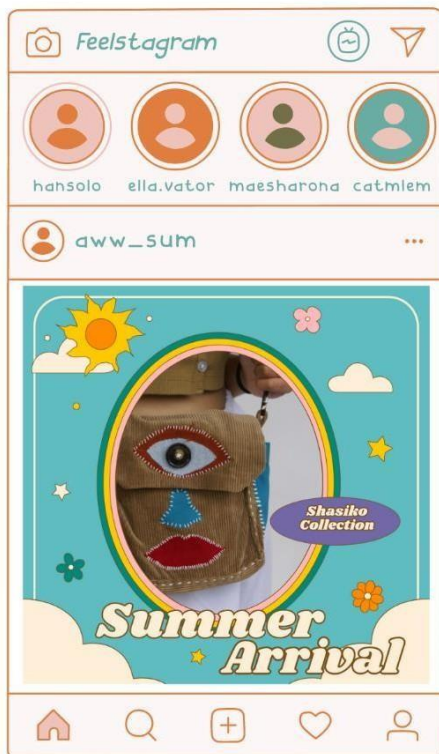 Feelstagram
hansolo
ella.vator
maesharona
catmlem
aww_sum
Shasiko
Collection
Summer
Arrival